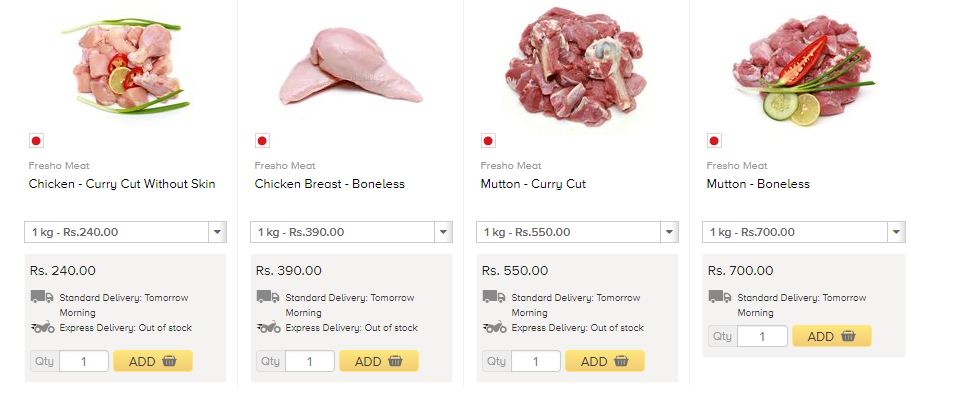 Fresho Meat
Chicken - Curry Cut Without Skin
1 kg - Rs.240.00
Rs. 240.00
Standard Delivery: Tomorrow
Morning
Express Delivery: Out of stock
Qty 1 ADD
Fresho Meat
Chicken Breast - Boneless
1 kg - Rs.390.00
Rs. 390.00
Standard Delivery: Tomorrow
Morning
Express Delivery: Out of stock
Qty 1 ADD
Fresho Meat
Mutton - Curry Cut
1 kg - Rs.550.00
Rs. 550.00
Standard Delivery: Tomorrow
Morning
Express Delivery: Out of stock
Qty 1 ADD
Fresho Meat
Mutton - Boneless
1 kg - Rs.700.00
Rs. 700.00
Standard Delivery: Tomorrow
Morning
Qty 1 ADD